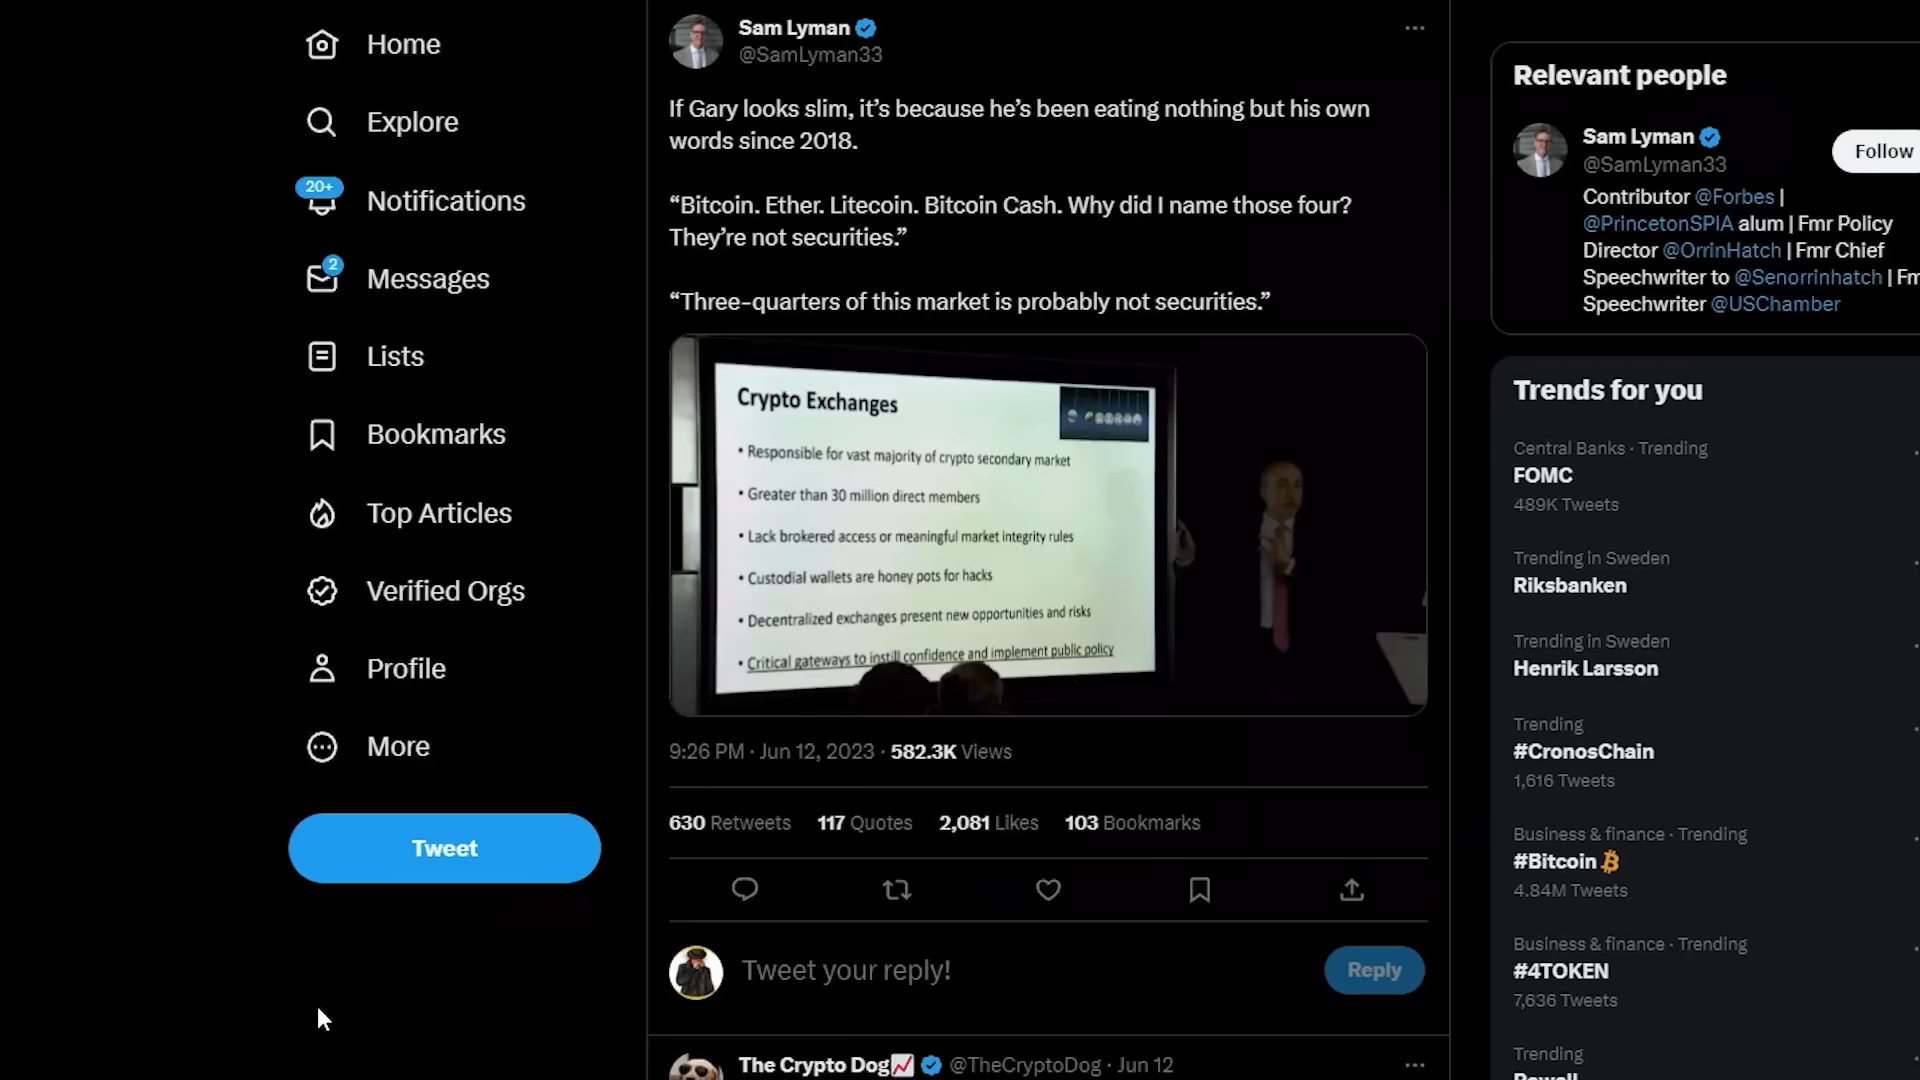 Home
Explore
20+
Notifications
2
Messages
Lists
Bookmarks
Top Articles
Verified Orgs
Profile
More
Tweet
Sam Lyman
@SamLyman33
If Gary looks slim, it’s because he’s been eating nothing but his own
words since 2018.
“Bitcoin. Ether. Litecoin. Bitcoin Cash. Why did I name those four?
They’re not securities.”
“Three-quarters of this market is probably not securities.”
Crypto Exchanges
• Responsible for vast majority of crypto secondary market
• Greater than 30 million direct members
• Lack brokered access or meaningful market integrity rules
• Custodial wallets are honey pots for hacks
• Decentralized exchanges present new opportunities and risks
• Critical gateways to instill confidence and implement public policy
9:26 PM · Jun 12, 2023 · 582.3K Views
630 Retweets 117 Quotes 2,081 Likes 103 Bookmarks
Tweet your reply!
Reply
The Crypto Dog @TheCryptoDog · Jun 12
Relevant people
Sam Lyman
@SamLyman33
Follow
Contributor @Forbes |
@PrincetonSPIA alum | Fmr Policy
Director @OrrinHatch | Fmr Chief
Speechwriter to @Senorrinhatch | Fm
Speechwriter @USChamber
Trends for you
Central Banks · Trending
FOMC
489K Tweets
Trending in Sweden
Riksbanken
Trending in Sweden
Henrik Larsson
Trending
#CronosChain
1,616 Tweets
Business & finance · Trending
#Bitcoin
4.84M Tweets
Business & finance · Trending
#4TOKEN
7,636 Tweets
Trending